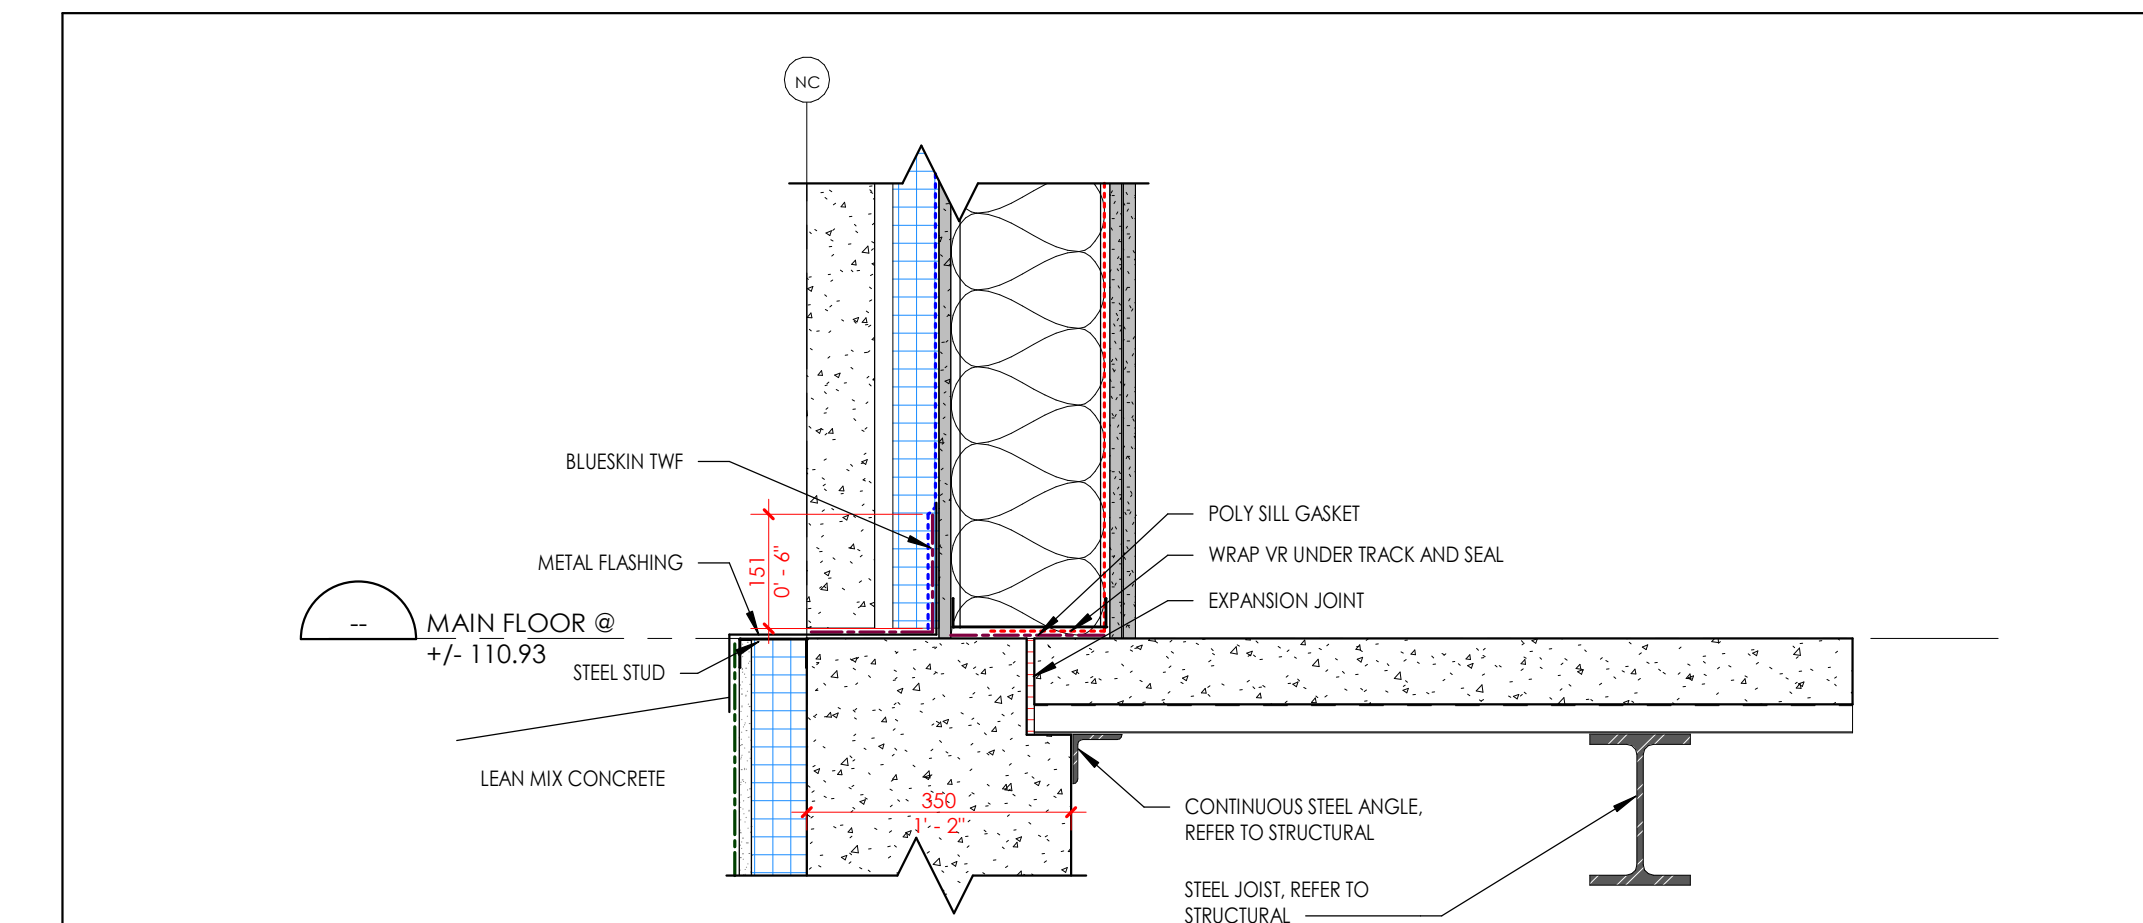 NC
BLUESKIN TWF
METAL FLASHING
151
0' - 6"
POLY SILL GASKET
WRAP VR UNDER TRACK AND SEAL
EXPANSION JOINT
--
MAIN FLOOR @
+/- 110.93
STEEL STUD
LEAN MIX CONCRETE
350
1' - 2"
CONTINUOUS STEEL ANGLE,
REFER TO STRUCTURAL
STEEL JOIST, REFER TO
STRUCTURAL